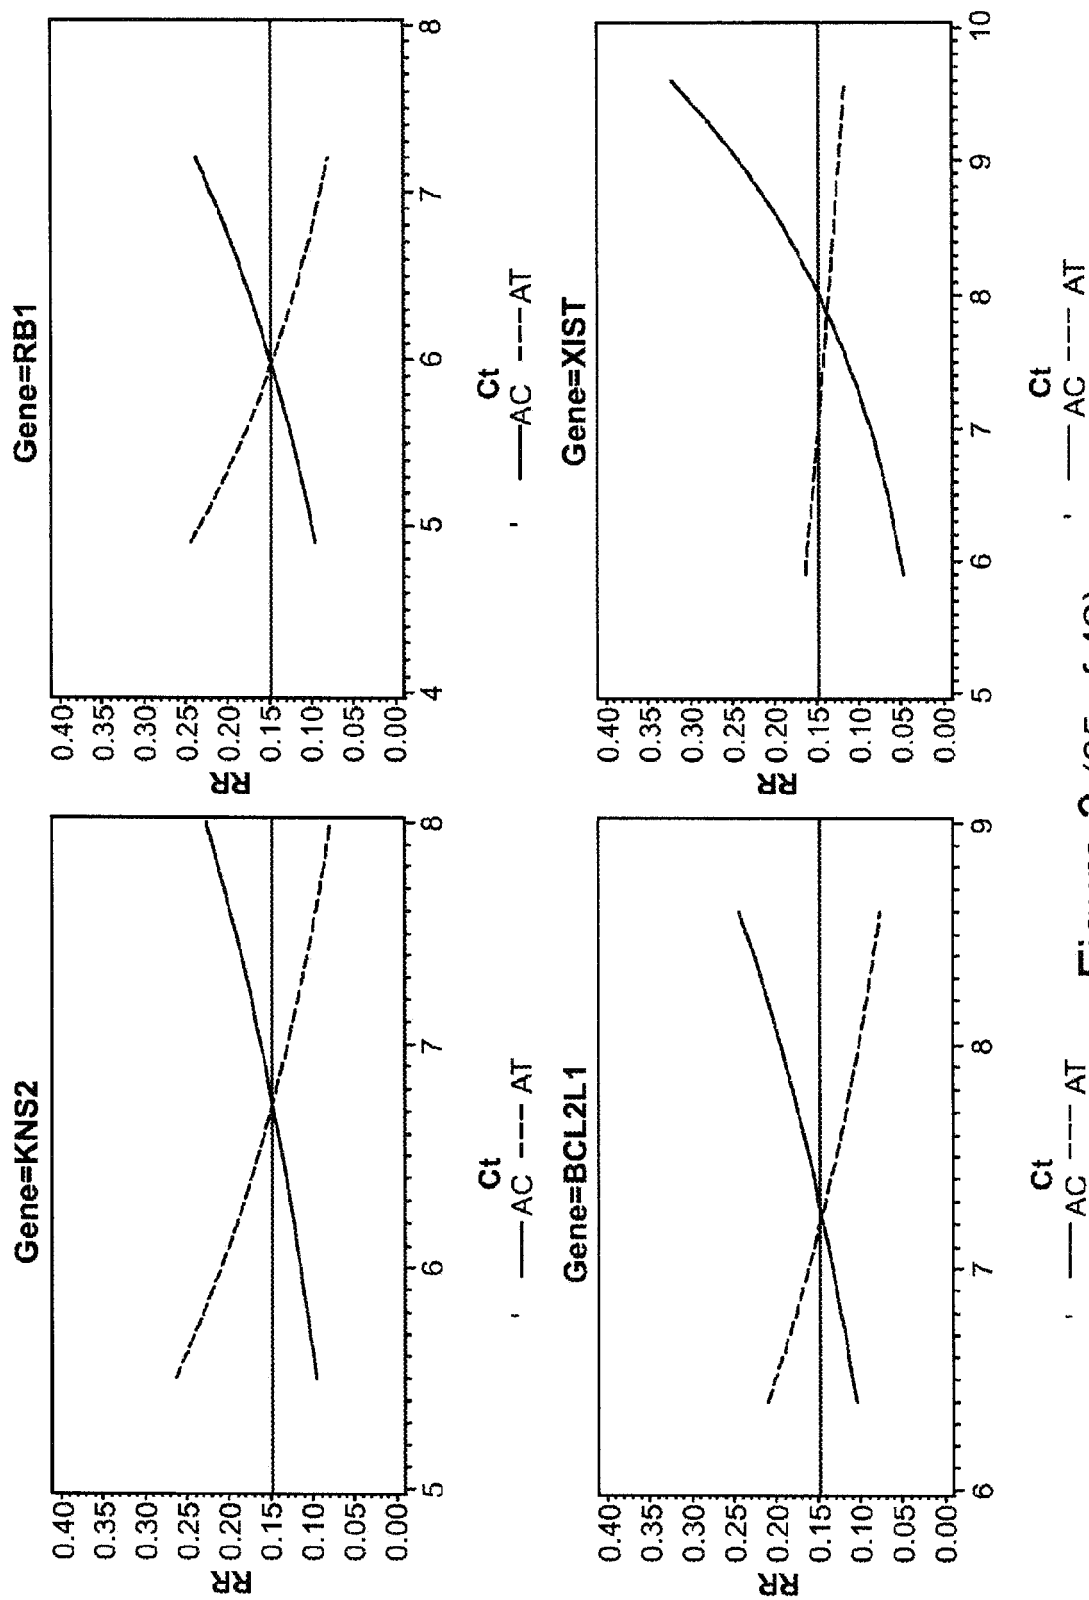 Gene=KNS2
RR
0.40
0.35
0.30
0.25
0.20
0.15
0.10
0.05
0.00
5 6 7 8
Ct
' —— AC --- AT
Gene=RB1
RR
0.40
0.35
0.30
0.25
0.20
0.15
0.10
0.05
0.00
4 5 6 7 8
Ct
' —— AC --- AT
Gene=BCL2L1
RR
0.40
0.35
0.30
0.25
0.20
0.15
0.10
0.05
0.00
6 7 8 9
Ct
' —— AC --- AT
Gene=XIST
RR
0.40
0.35
0.30
0.25
0.20
0.15
0.10
0.05
0.00
5 6 7 8 9 10
Ct
' —— AC --- AT
Figure